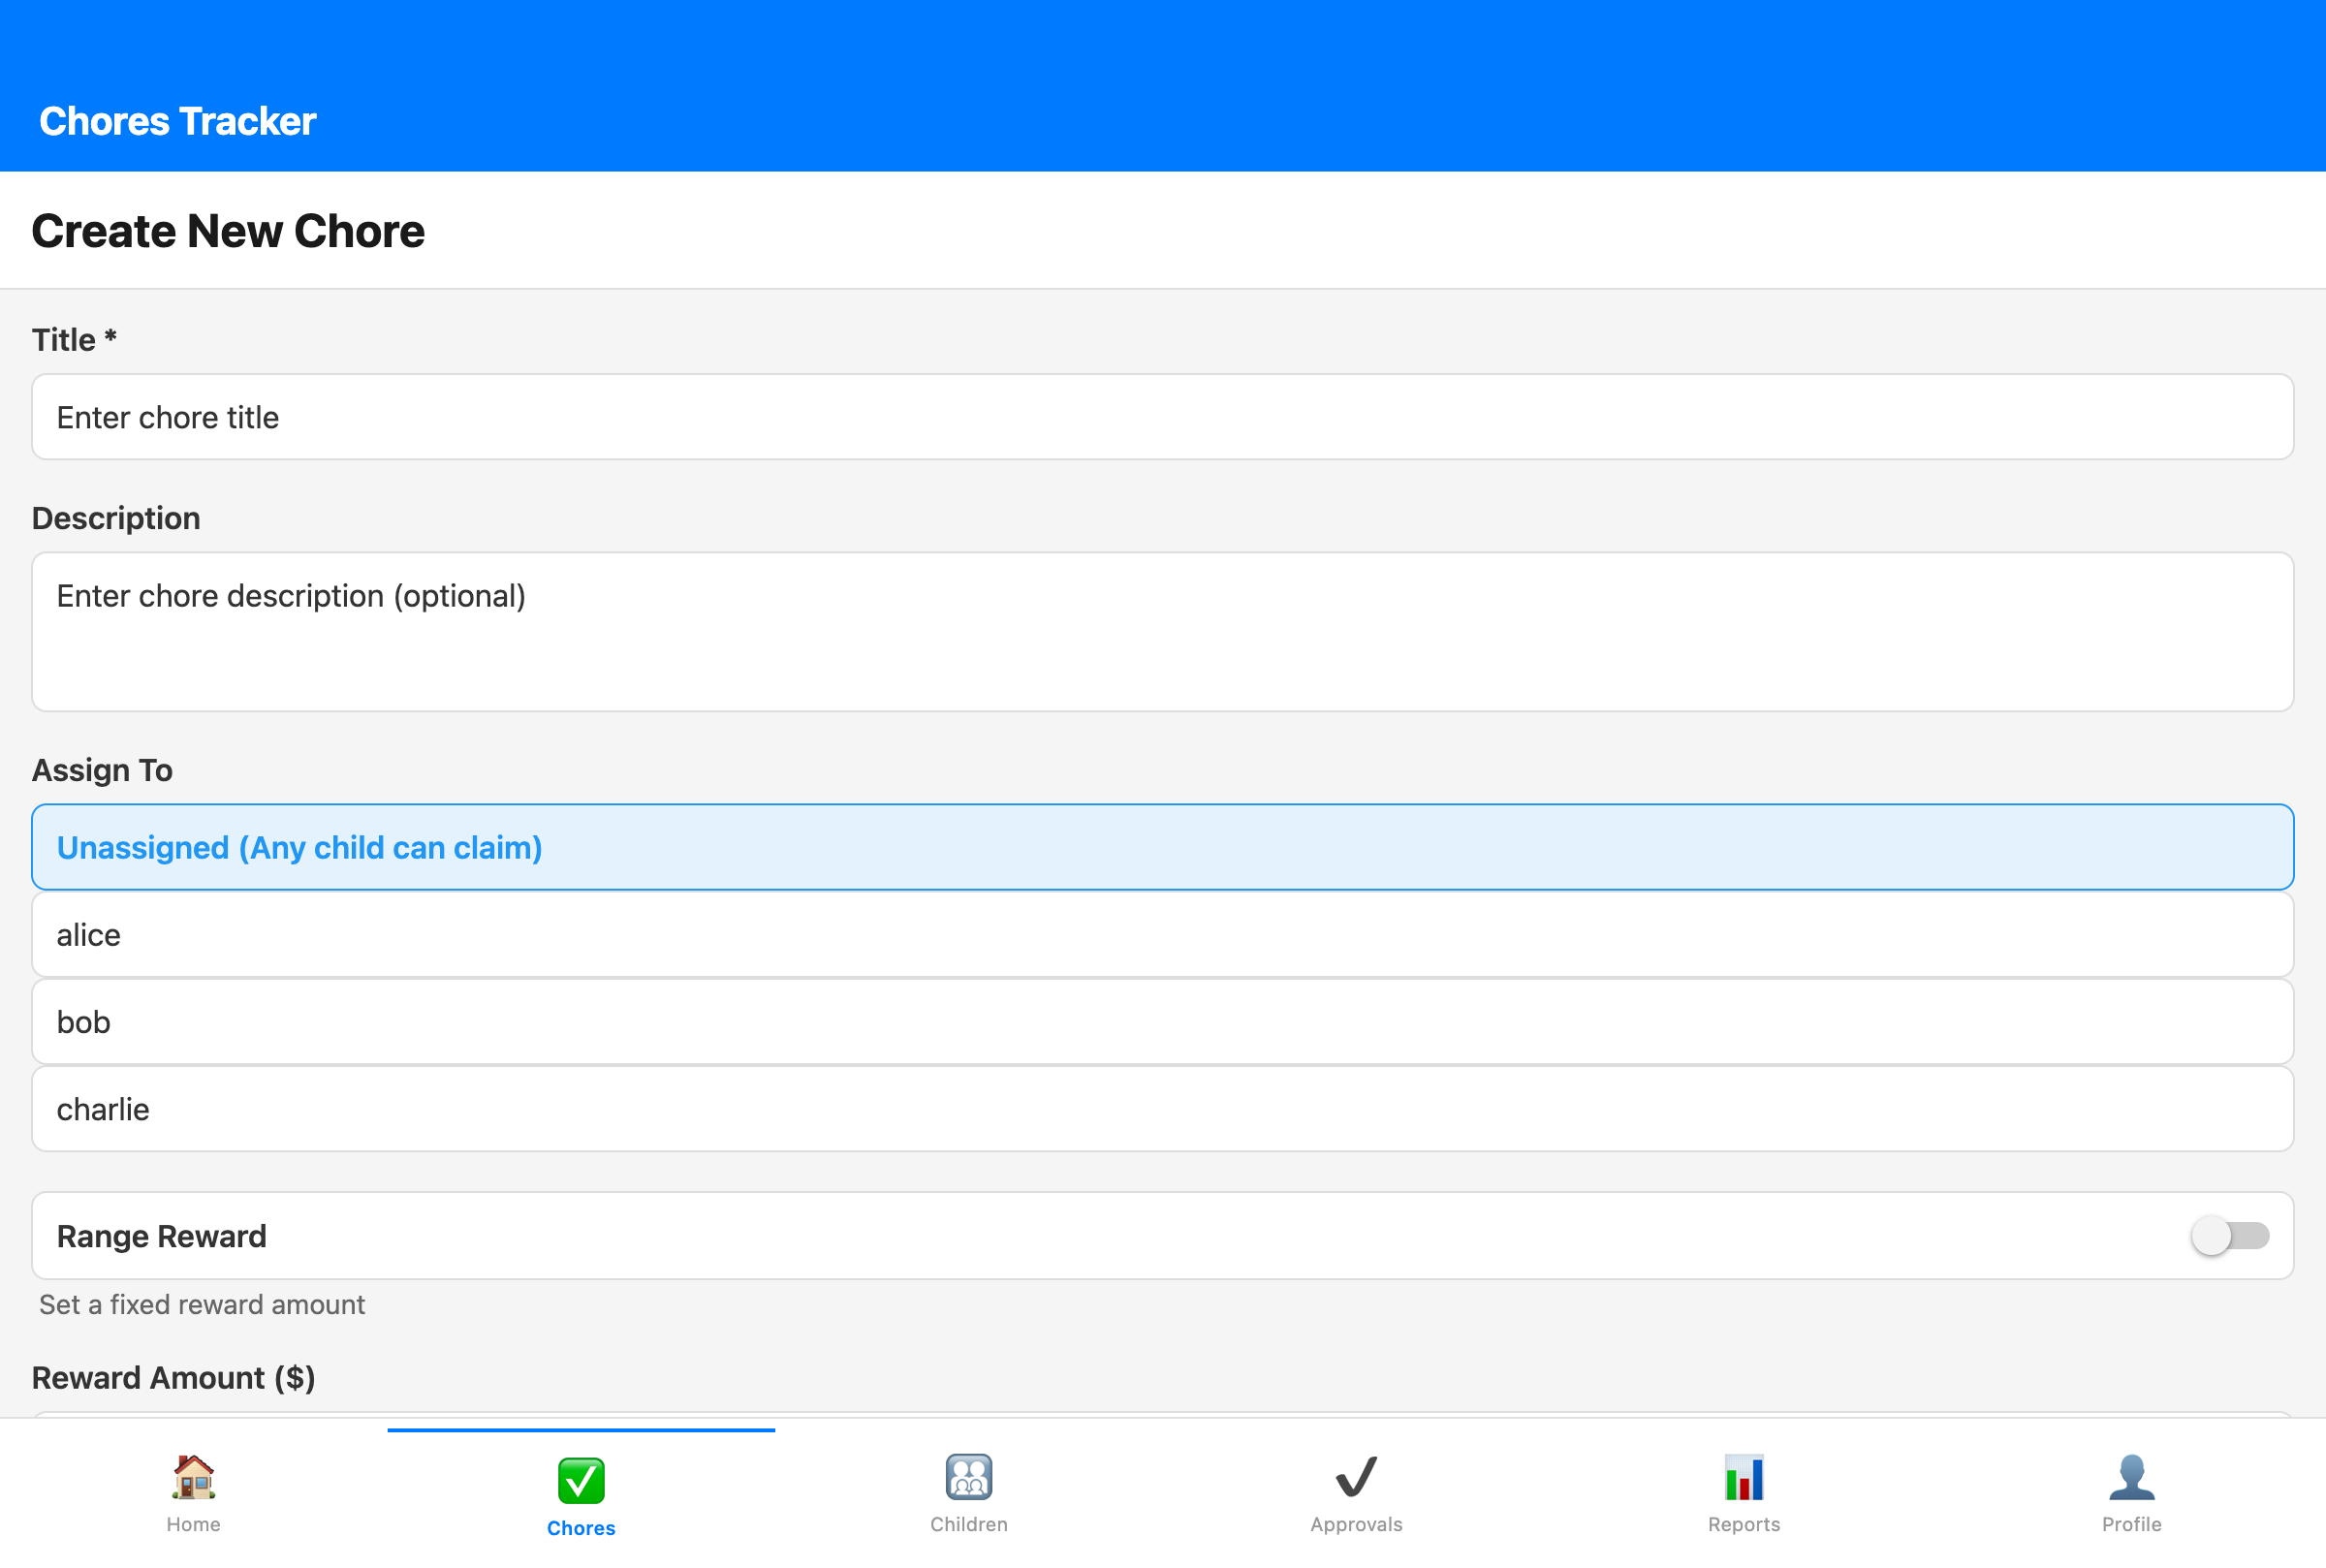 Chores Tracker
Create New Chore
Title *
Enter chore title
Description
Enter chore description (optional)
Assign To
Unassigned (Any child can claim)
alice
bob
charlie
Range Reward
Set a fixed reward amount
Reward Amount ($)
Home
Chores
Children
Approvals
Reports
Profile